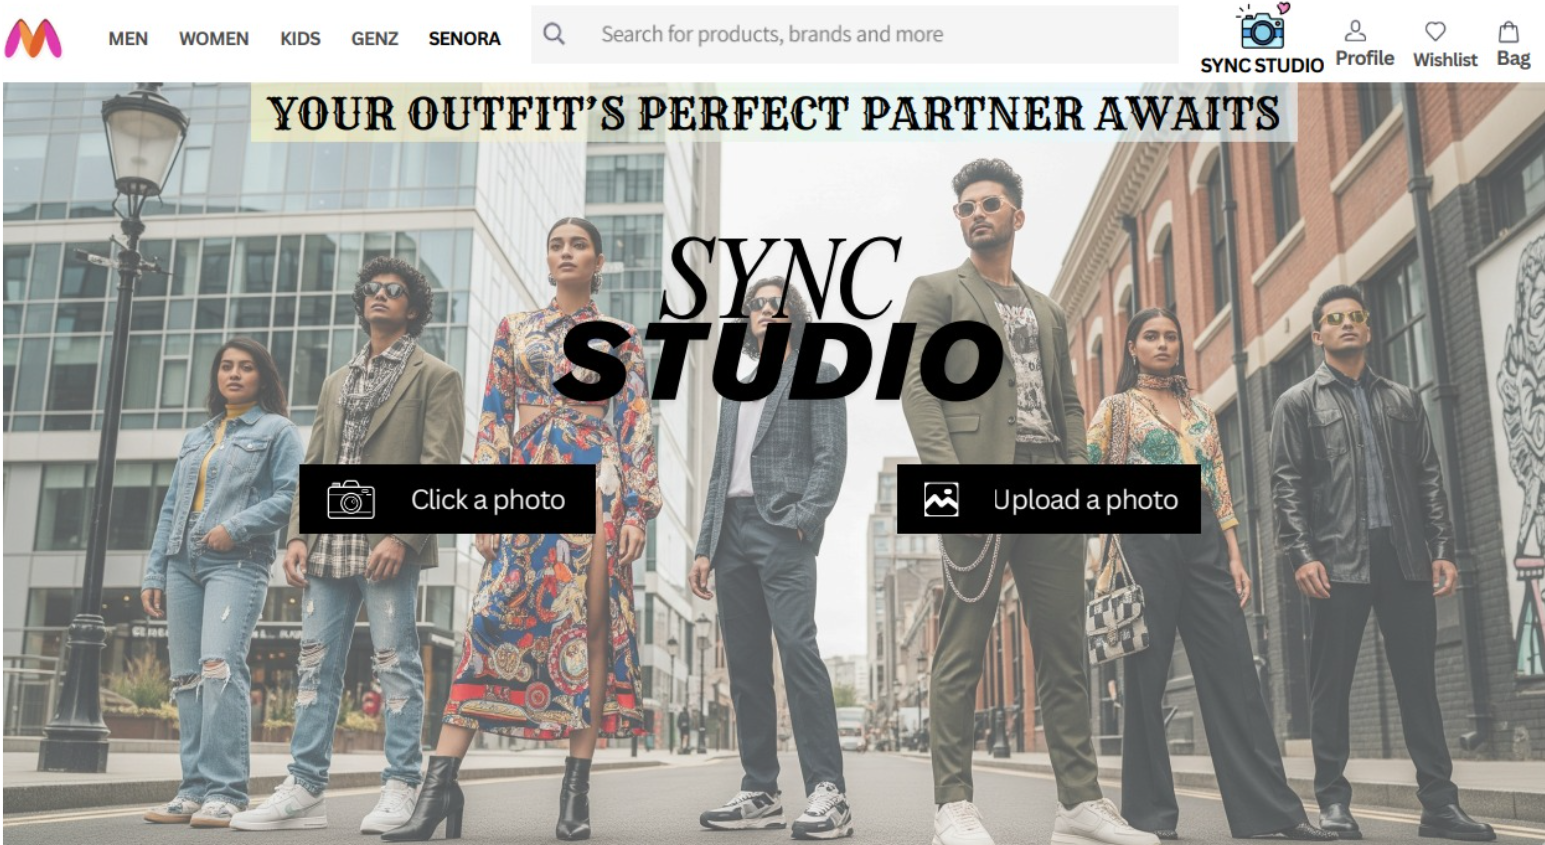 MEN WOMEN KIDS GENZ SENORA Search for products, brands and more SYNC STUDIO Profile Wishlist Bag
YOUR OUTFIT'S PERFECT PARTNER AWAITS
SYNC
STUDIO
Click a photo Upload a photo